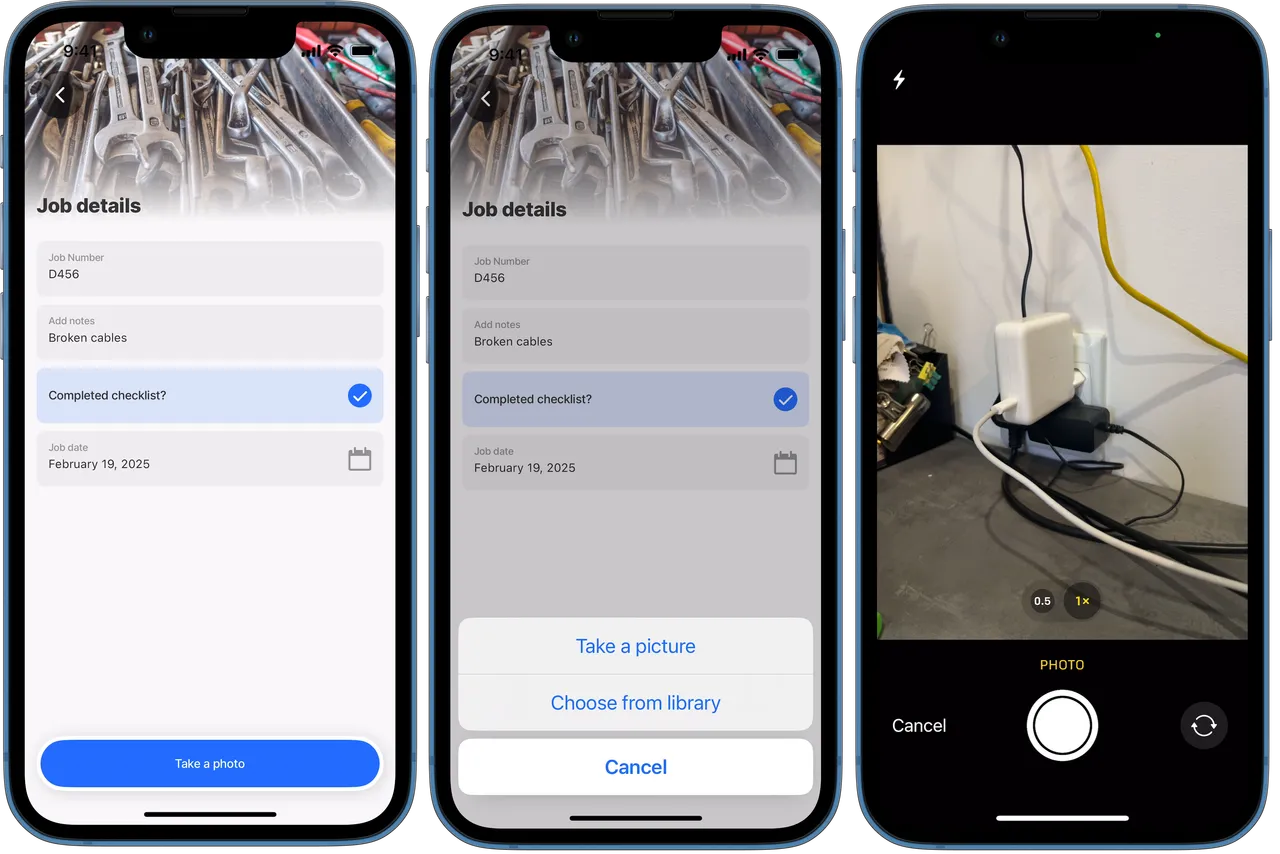 9:41
Job details
Job Number
D456
Add notes
Broken cables
Completed checklist?
Job date
February 19, 2025
Take a photo
9:41
Job details
Job Number
D456
Add notes
Broken cables
Completed checklist?
Job date
February 19, 2025
Take a picture
Choose from library
Cancel
0.5 1×
PHOTO
Cancel